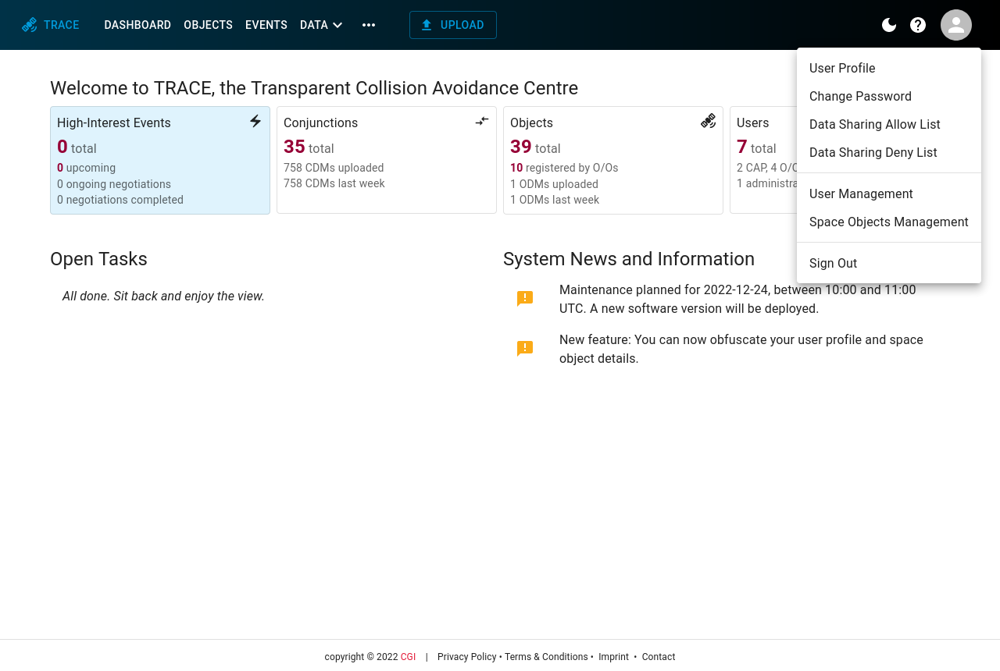 TRACE DASHBOARD OBJECTS EVENTS DATA UPLOAD
User Profile
Change Password
Data Sharing Allow List
Data Sharing Deny List
User Management
Space Objects Management
Sign Out
Welcome to TRACE, the Transparent Collision Avoidance Centre
High-Interest Events
0 total
0 upcoming
0 ongoing negotiations
0 negotiations completed
Conjunctions
35 total
758 CDMs uploaded
758 CDMs last week
Objects
39 total
10 registered by O/Os
1 ODMs uploaded
1 ODMs last week
Users
7 total
2 CAP, 4 O/
1 administra
Open Tasks
All done. Sit back and enjoy the view.
System News and Information
Maintenance planned for 2022-12-24, between 10:00 and 11:00
UTC. A new software version will be deployed.
New feature: You can now obfuscate your user profile and space
object details.
copyright © 2022 CGI | Privacy Policy • Terms & Conditions • Imprint • Contact